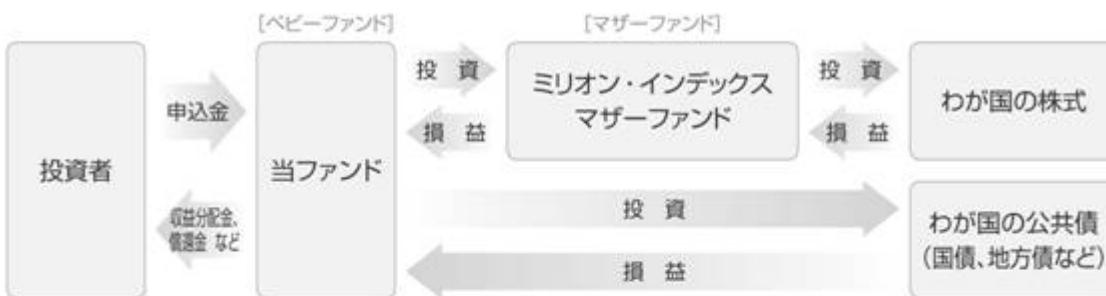 [ベビーファンド]
[マザーファンド]
投資者
申込金
収益分配金、
償還金 など
当ファンド
投 資
損 益
ミリオン・インデックス
マザーファンド
投 資
損 益
わが国の株式
投 資
損 益
わが国の公共債
(国債、地方債など)